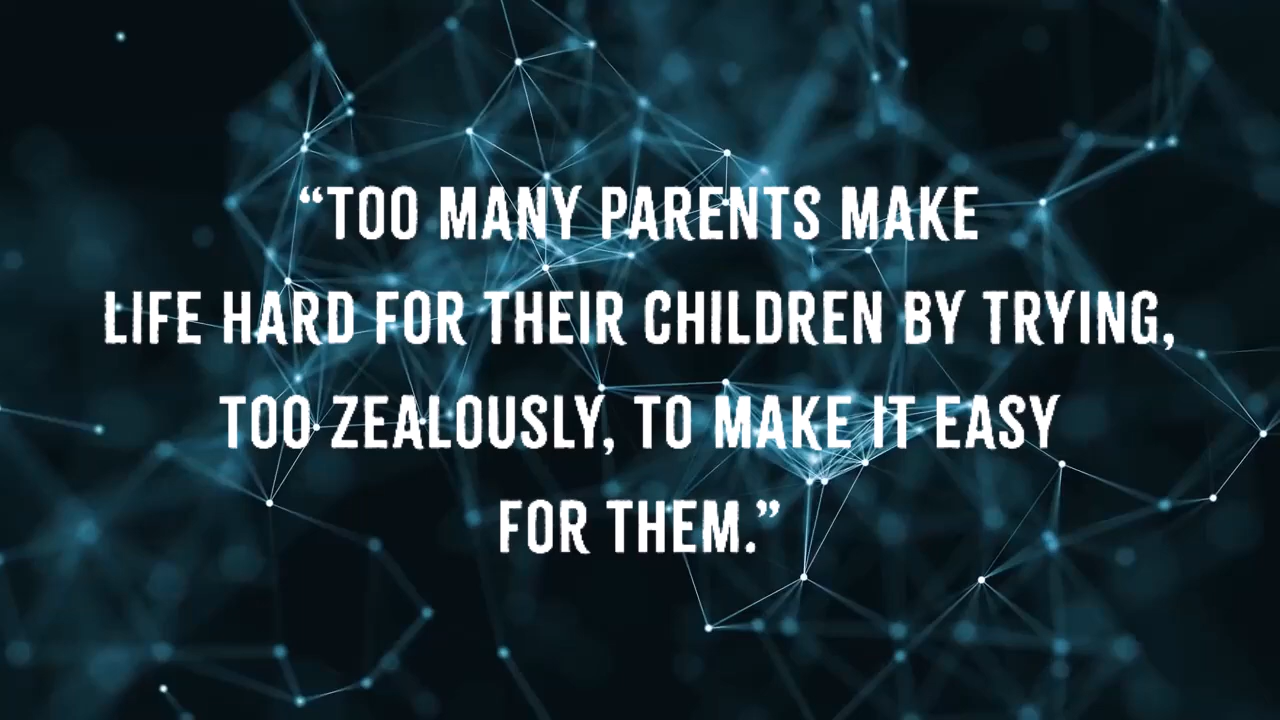 “TOO MANY PARENTS MAKE
LIFE HARD FOR THEIR CHILDREN BY TRYING,
TOO ZEALOUSLY, TO MAKE IT EASY
FOR THEM.”